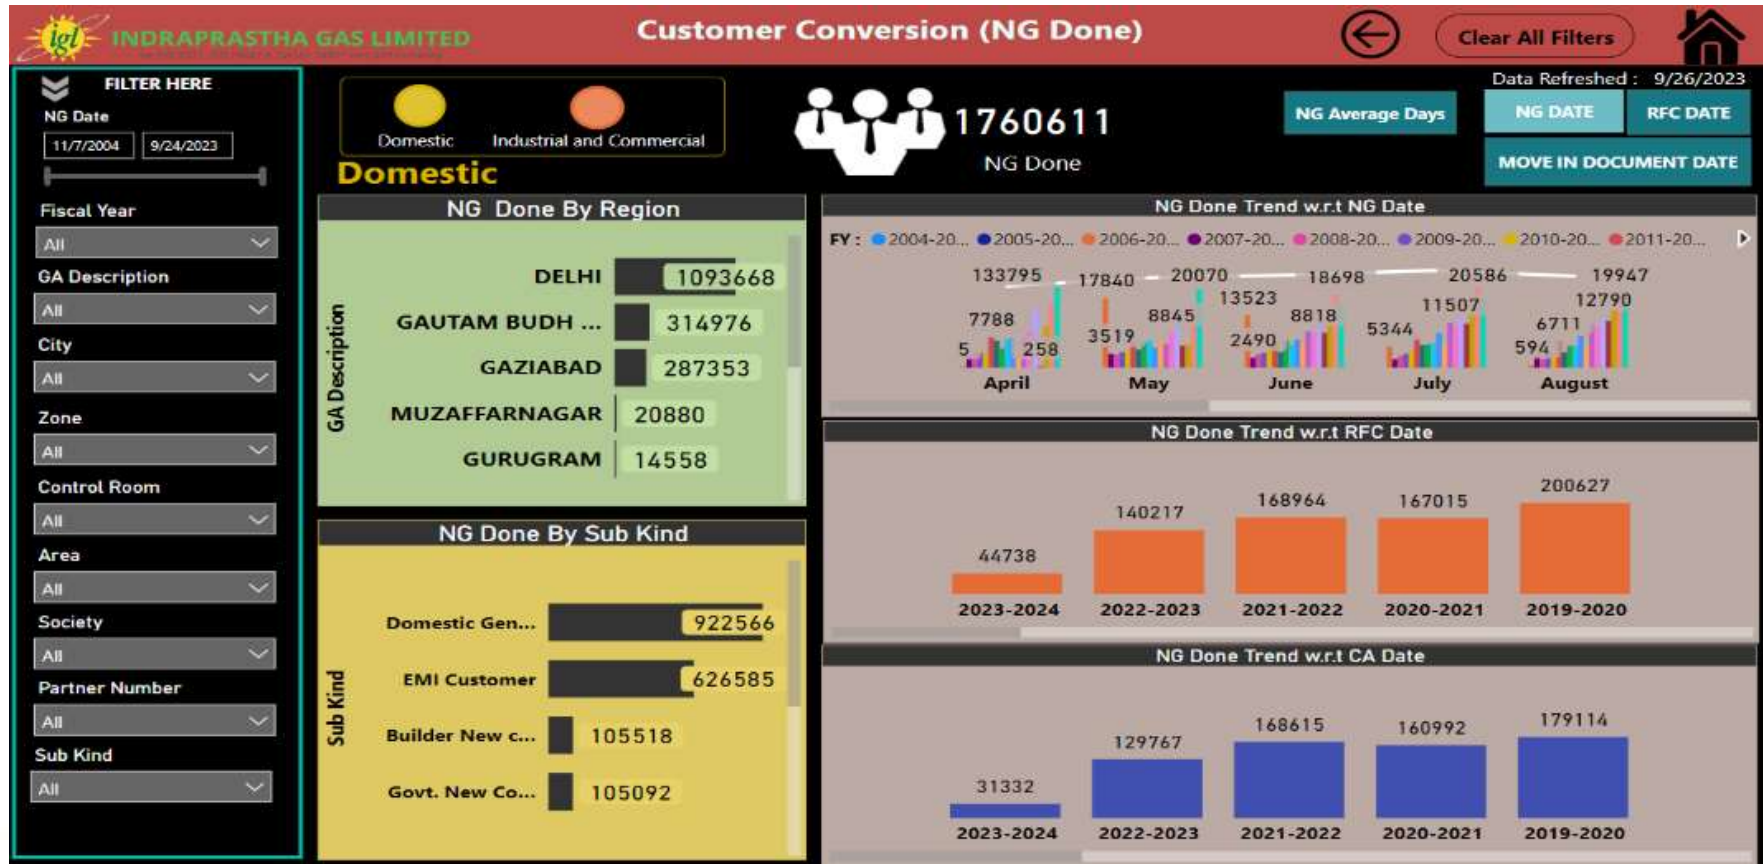 igl INDRAPRASTHA GAS LIMITED
Customer Conversion (NG Done)
Clear All Filters
FILTER HERE
NG Date
11/7/2004 9/24/2023
Fiscal Year
All
GA Description
All
City
All
Zone
All
Control Room
All
Area
All
Society
All
Partner Number
All
Sub Kind
All
Domestic Industrial and Commercial
Domestic
1760611
NG Done
Data Refreshed : 9/26/2023
NG Average Days
NG DATE RFC DATE
MOVE IN DOCUMENT DATE
NG Done By Region
GA Description
DELHI 1093668
GAUTAM BUDH ... 314976
GAZIABAD 287353
MUZAFFARNAGAR 20880
GURUGRAM 14558
NG Done By Sub Kind
Sub Kind
Domestic Gen... 922566
EMI Customer 626585
Builder New c... 105518
Govt. New Co... 105092
NG Done Trend w.r.t NG Date
FY : 2004-20... 2005-20... 2006-20... 2007-20... 2008-20... 2009-20... 2010-20... 2011-20...
133795 17840 20070 18698 20586 19947
7788 3519 8845 13523 8818 11507 12790
5 258 2490 5344 594 6711
April May June July August
NG Done Trend w.r.t RFC Date
44738 140217 168964 167015 200627
2023-2024 2022-2023 2021-2022 2020-2021 2019-2020
NG Done Trend w.r.t CA Date
31332 129767 168615 160992 179114
2023-2024 2022-2023 2021-2022 2020-2021 2019-2020